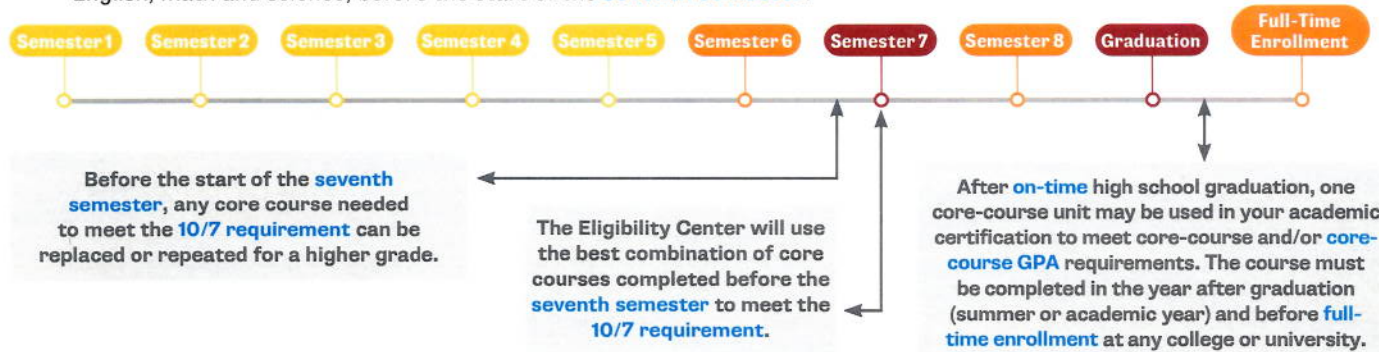 Semester 1
Semester 2
Semester 3
Semester 4
Semester 5
Semester 6
Semester 7
Semester 8
Graduation
Full-Time
Enrollment
Before the start of the seventh
semester, any core course needed
to meet the 10/7 requirement can be
replaced or repeated for a higher grade.
The Eligibility Center will use
the best combination of core
courses completed before the
seventh semester to meet the
10/7 requirement.
After on-time high school graduation, one
core-course unit may be used in your academic
certification to meet core-course and/or core-
course GPA requirements. The course must
be completed in the year after graduation
(summer or academic year) and before full-
time enrollment at any college or university.